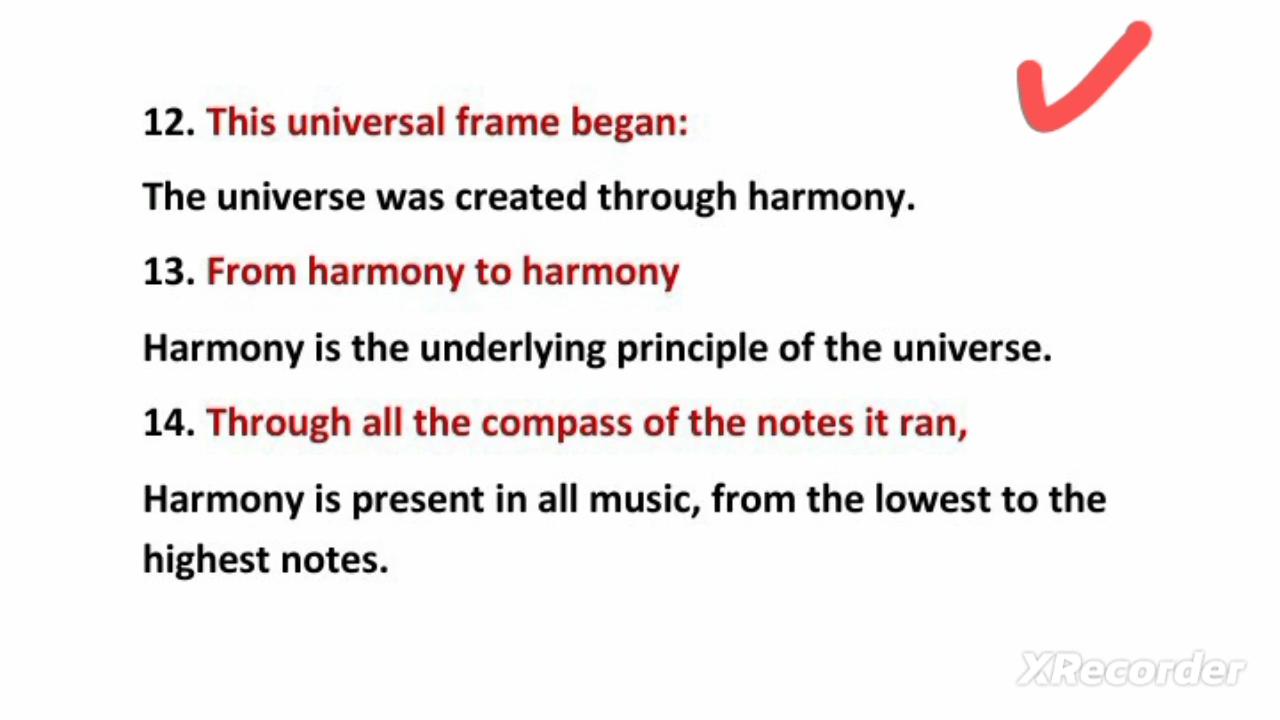 12. This universal frame began:
The universe was created through harmony.
13. From harmony to harmony
Harmony is the underlying principle of the universe.
14. Through all the compass of the notes it ran,
Harmony is present in all music, from the lowest to the
highest notes.
XRecorder